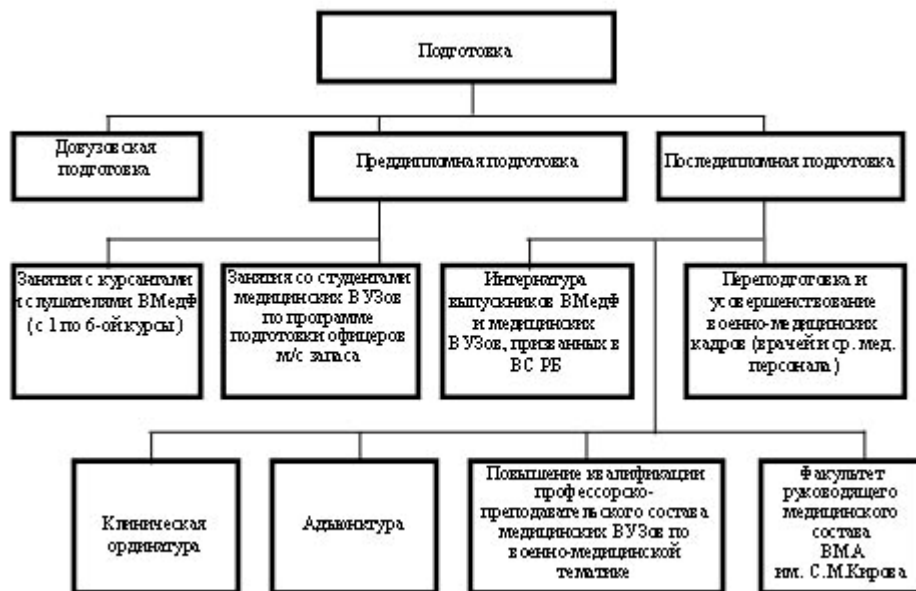 Подготовка
Довузовская
подготовка
Преддипломная подготовка
Последипломная подготовка
Занятия с курсантами
и слушателями ВМедФ
(с 1 по 6-ой курсы)
Занятия со студентами
медицинских ВУЗов
по программе
подготовки офицеров
м/с запаса
Интернатура
выпускников ВМедФ
и медицинских
ВУЗов, призванных в
ВС РБ
Переподготовка и
усовершенствование
военно-медицинских
кадров (врачей и ср. мед.
персонала)
Клиническая
ординатура
Адъюнктура
Повышение квалификации
профессорско-
преподавательского состава
медицинских ВУЗов по
военно-медицинской
тематике
Факультет
руководящего
медицинского
состава
ВМА
им. С.М.Кирова